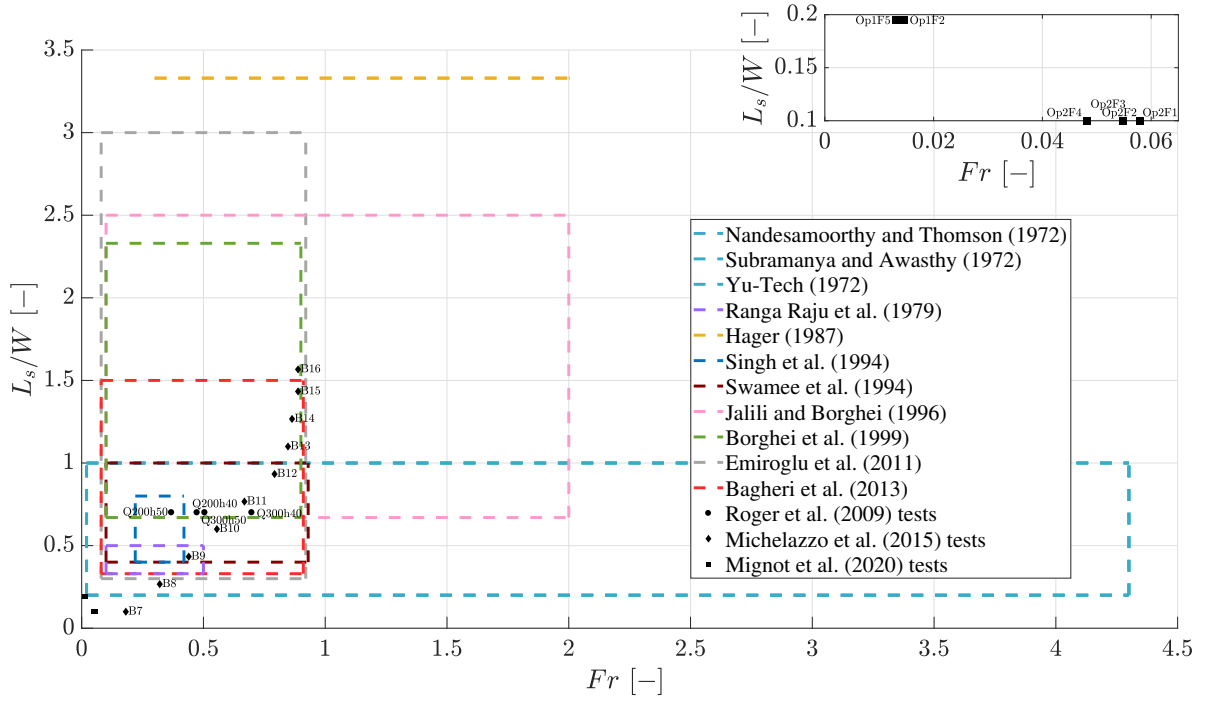 0.2
0.15
0.1
L_s/W [−]
Op1F5
Op1F2
Op2F3
Op2F4
Op2F2
Op2F1
0
0.02
0.04
0.06
Fr [−]
3.5
3
2.5
2
1.5
1
0.5
0
L_s/W [−]
Nandesamoorthy and Thomson (1972)
Subramanya and Awasthy (1972)
Yu-Tech (1972)
Ranga Raju et al. (1979)
Hager (1987)
Singh et al. (1994)
Swamee et al. (1994)
Jalili and Borghei (1996)
Borghei et al. (1999)
Emiroglu et al. (2011)
Bagheri et al. (2013)
Roger et al. (2009) tests
Michelazzo et al. (2015) tests
Mignot et al. (2020) tests
B16
B15
B14
B13
B12
B11
Q200h40
Q200h50
Q300h40
Q300h50
B10
B9
B8
B7
0
0.5
1
1.5
2
2.5
3
3.5
4
4.5
Fr [−]